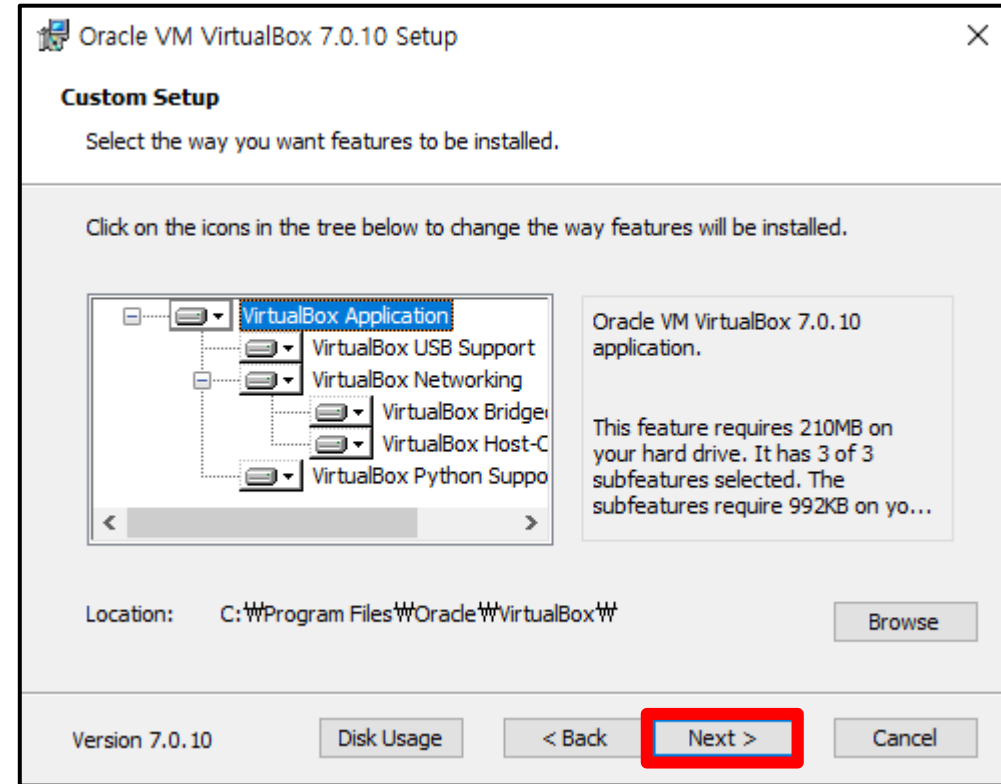 Oracle VM VirtualBox 7.0.10 Setup
Custom Setup
Select the way you want features to be installed.
Click on the icons in the tree below to change the way features will be installed.
VirtualBox Application
VirtualBox USB Support
VirtualBox Networking
VirtualBox Bridge
VirtualBox Host-C
VirtualBox Python Suppo
Oracle VM VirtualBox 7.0.10
application.
This feature requires 210MB on
your hard drive. It has 3 of 3
subfeatures selected. The
subfeatures require 992KB on yo...
Location: C:₩Program Files₩Oracle₩VirtualBox₩
Browse
Version 7.0.10 Disk Usage < Back Next > Cancel